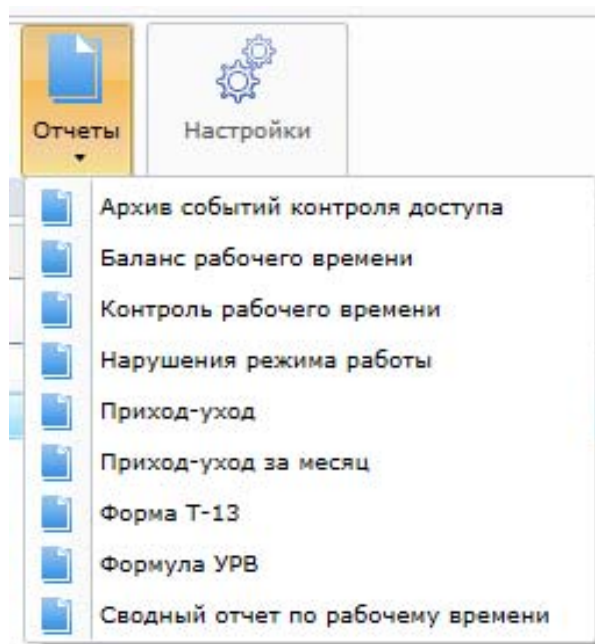 Отчеты
Настройки
Архив событий контроля доступа
Баланс рабочего времени
Контроль рабочего времени
Нарушения режима работы
Приход-уход
Приход-уход за месяц
Форма Т-13
Формула УРВ
Сводный отчет по рабочему времени